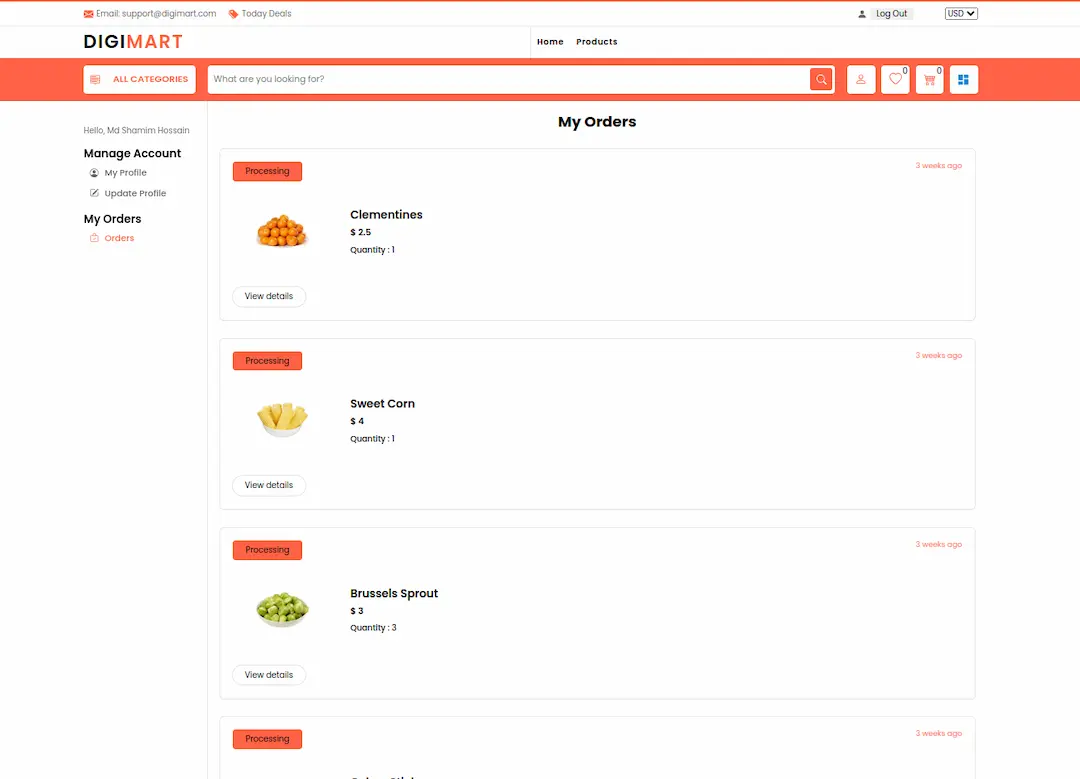 Email: support@digimart.com Today Deals Log Out USD
DIGIMART Home Products
ALL CATEGORIES What are you looking for? 0 0
Hello, Md Shamim Hossain
Manage Account
My Profile
Update Profile
My Orders
Orders
My Orders
Processing 3 weeks ago
Clementines
$ 2.5
Quantity : 1
View details
Processing 3 weeks ago
Sweet Corn
$ 4
Quantity : 1
View details
Processing 3 weeks ago
Brussels Sprout
$ 3
Quantity : 3
View details
Processing 3 weeks ago